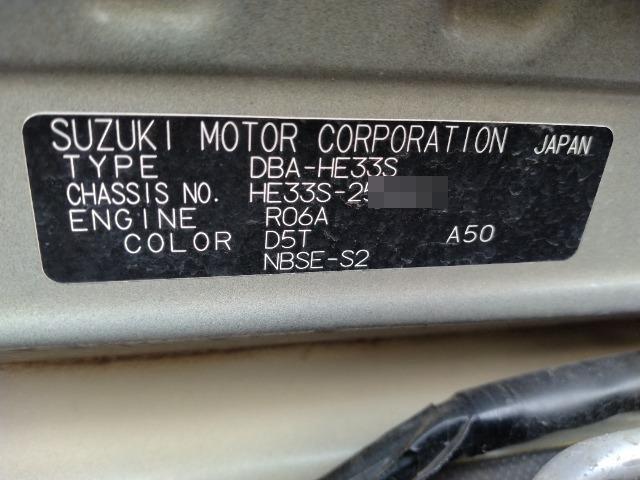 SUZUKI MOTOR CORPORATION JAPAN
TYPE DBA-HE33S
CHASSIS NO. HE33S-25
ENGINE R06A
COLOR D5T A50
NBSE-S2